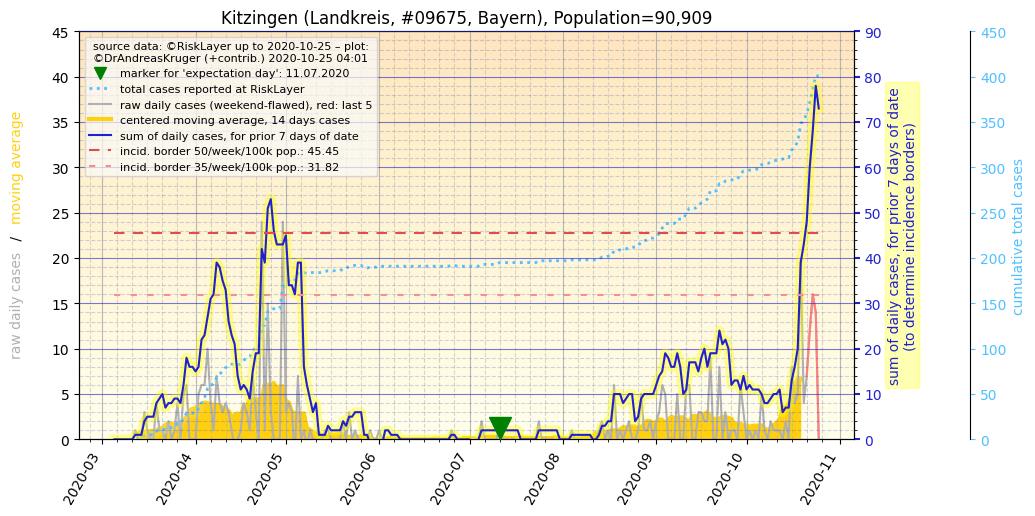 Kitzingen (Landkreis, #09675, Bayern), Population=90,909
source data: ©RiskLayer up to 2020-10-25 – plot:
©DrAndreasKruger (+contrib.) 2020-10-25 04:01
marker for 'expectation day': 11.07.2020
total cases reported at RiskLayer
raw daily cases (weekend-flawed), red: last 5
centered moving average, 14 days cases
sum of daily cases, for prior 7 days of date
incid. border 50/week/100k pop.: 45.45
incid. border 35/week/100k pop.: 31.82
raw daily cases / moving average
45
40
35
30
25
20
15
10
5
0
2020-03
2020-04
2020-05
2020-06
2020-07
2020-08
2020-09
2020-10
2020-11
90
80
70
60
50
40
30
20
10
0
sum of daily cases, for prior 7 days of date
(to determine incidence borders)
450
400
350
300
250
200
150
100
50
0
cumulative total cases